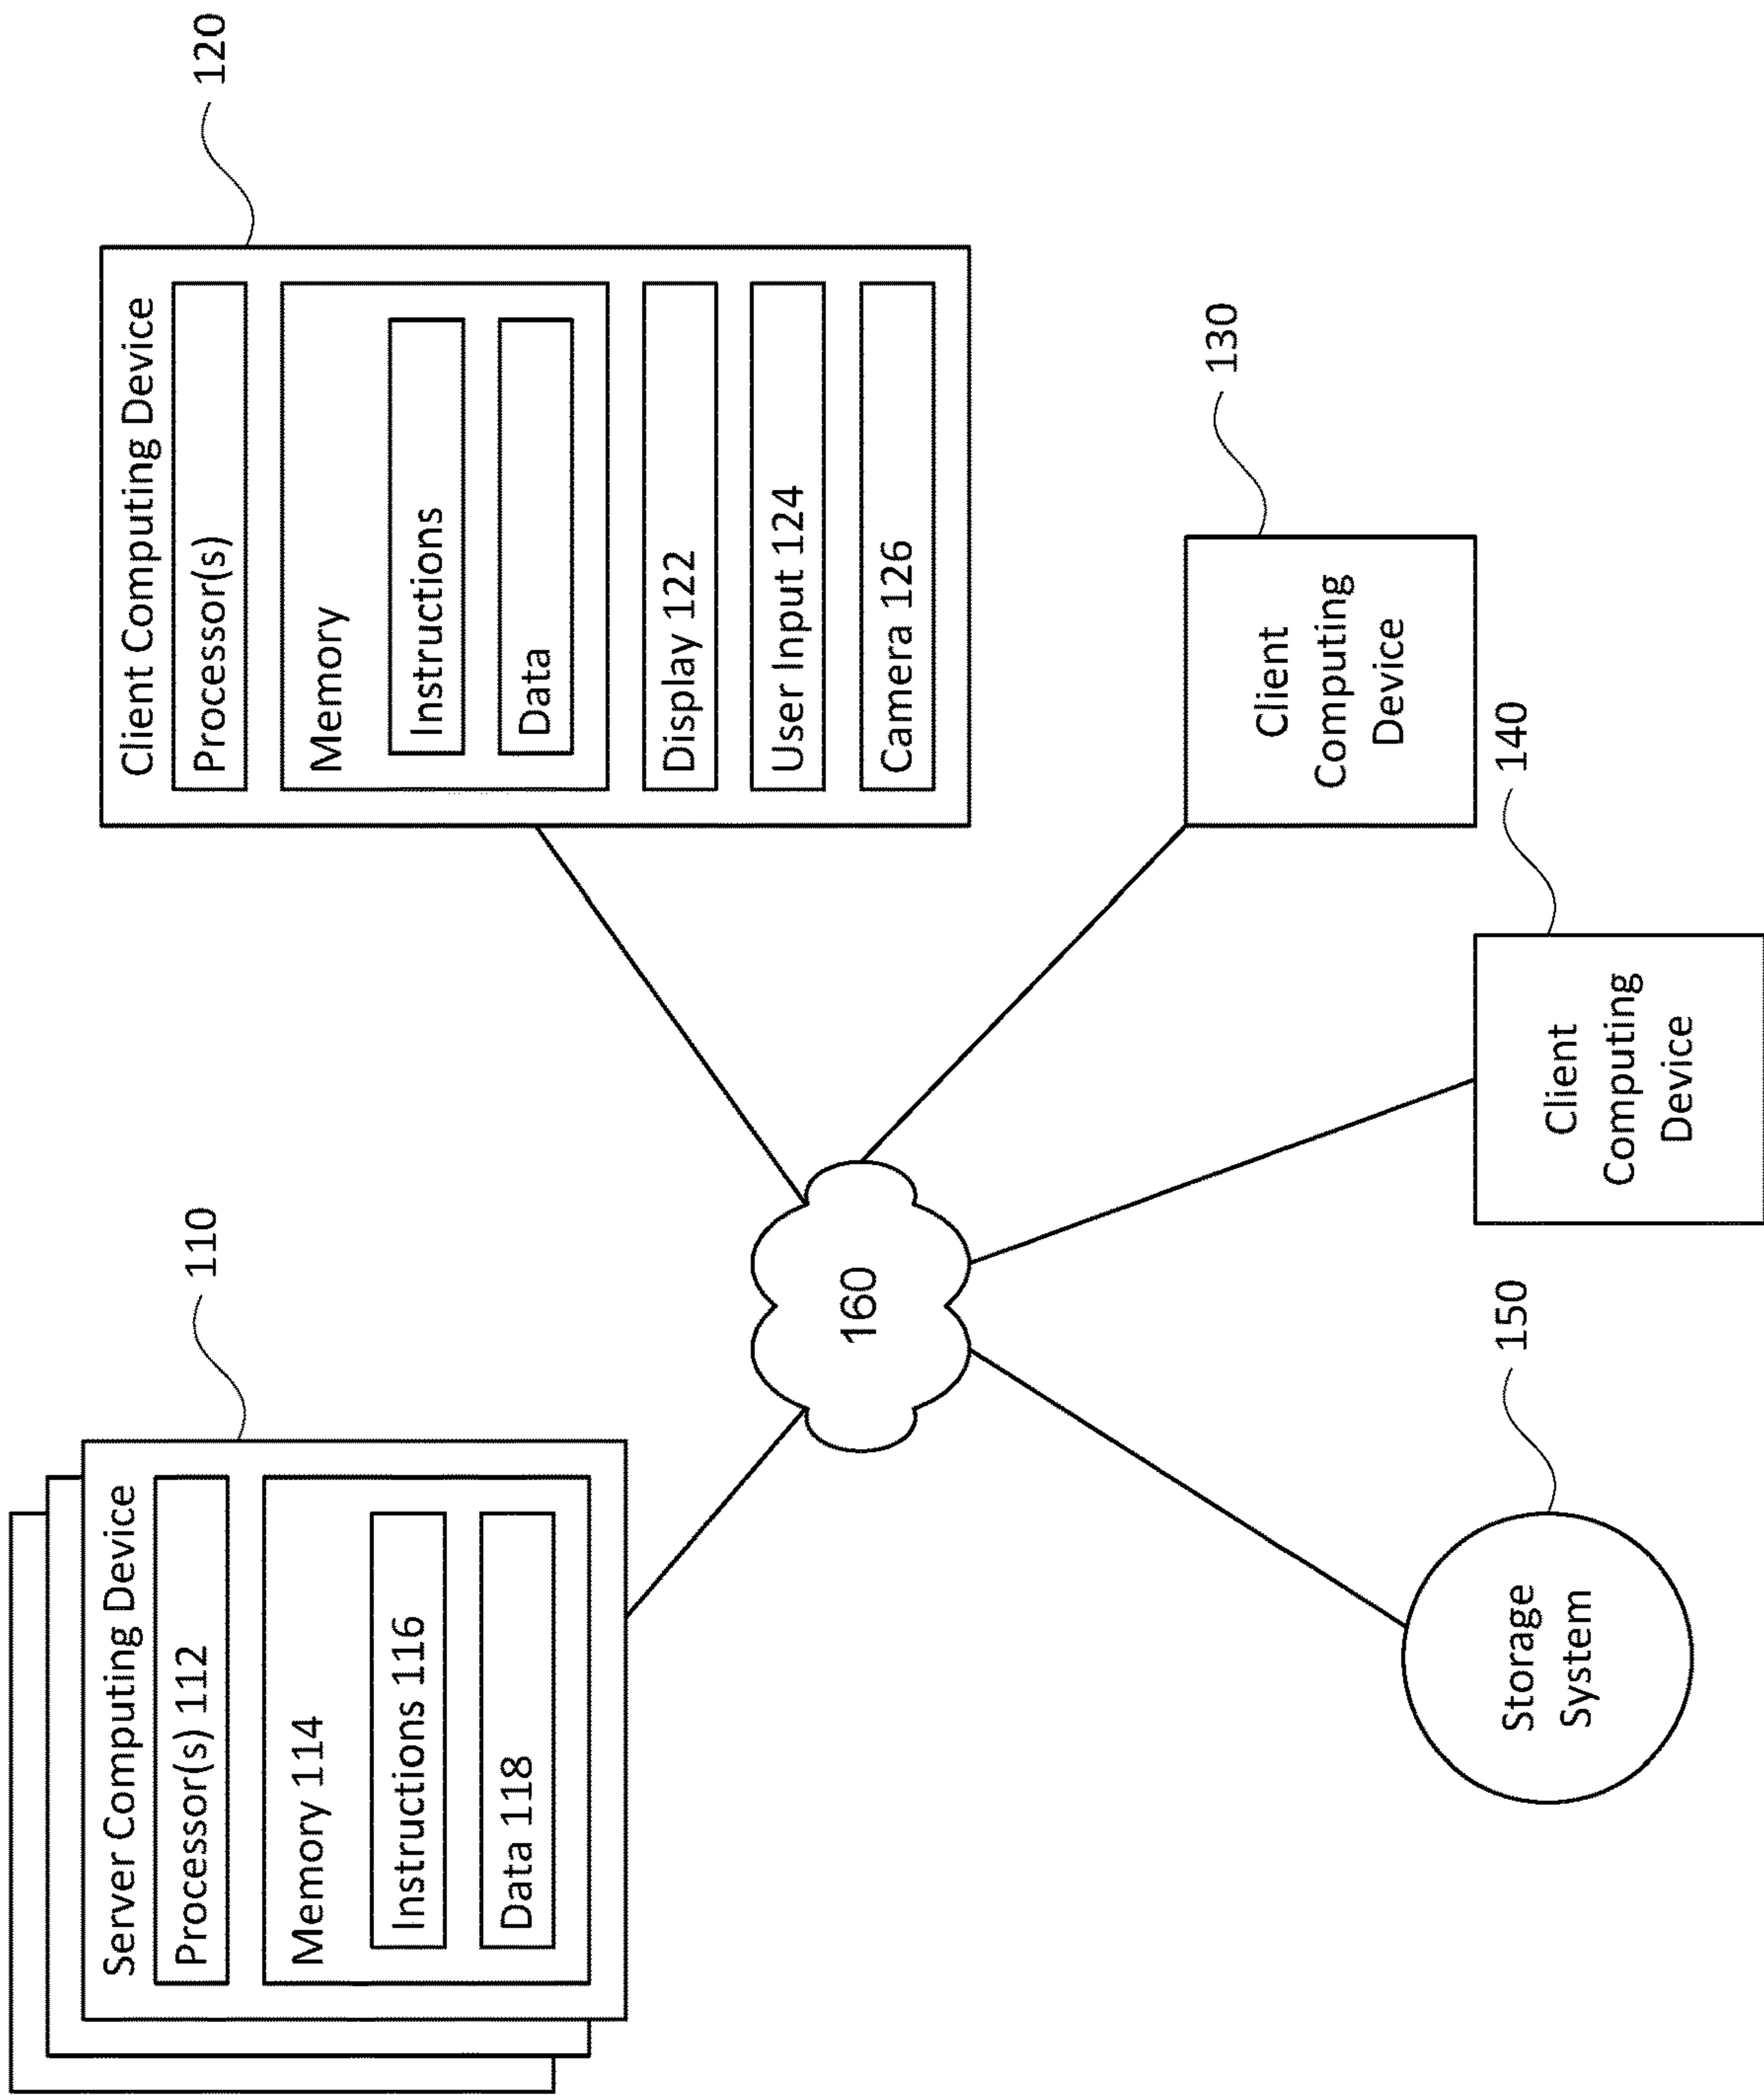 110
Server Computing Device
Processor(s) 112
Memory 114
Instructions 116
Data 118
120
Client Computing Device
Processor(s)
Memory
Instructions
Data
Display 122
User Input 124
Camera 126
160
130
Client
Computing
Device
140
Client
Computing
Device
150
Storage
System